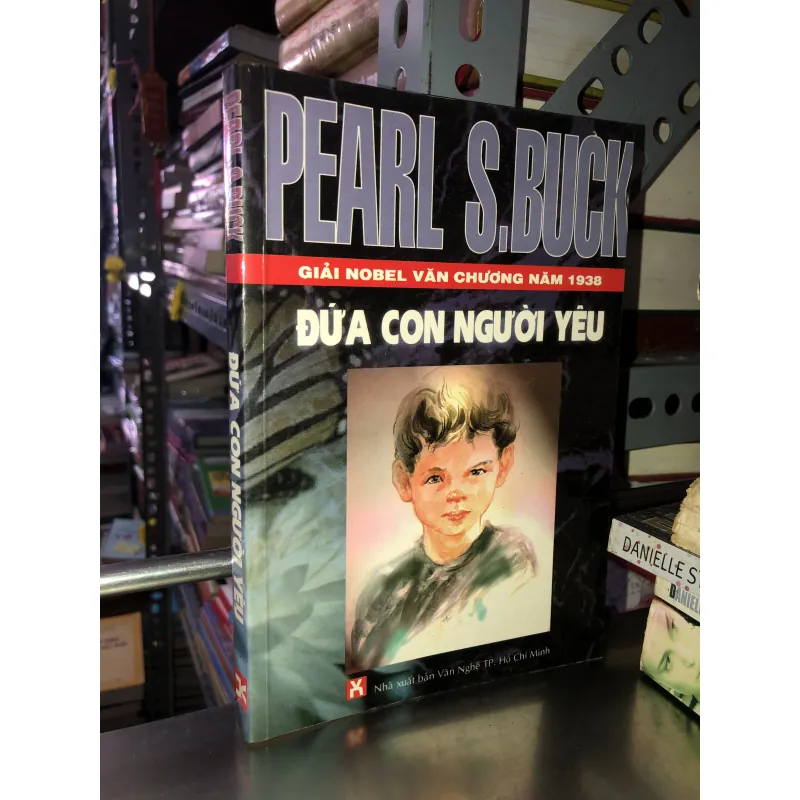 PEARL S.BUCK
GIẢI NOBEL VĂN CHƯƠNG NĂM 1938
ĐỨA CON NGƯỜI YÊU
Nhà xuất bản Văn Nghệ TP. Hồ Chí Minh
PEARL S.BUCK
ĐỨA CON NGƯỜI YÊU
DANIELLE S
DANIEL